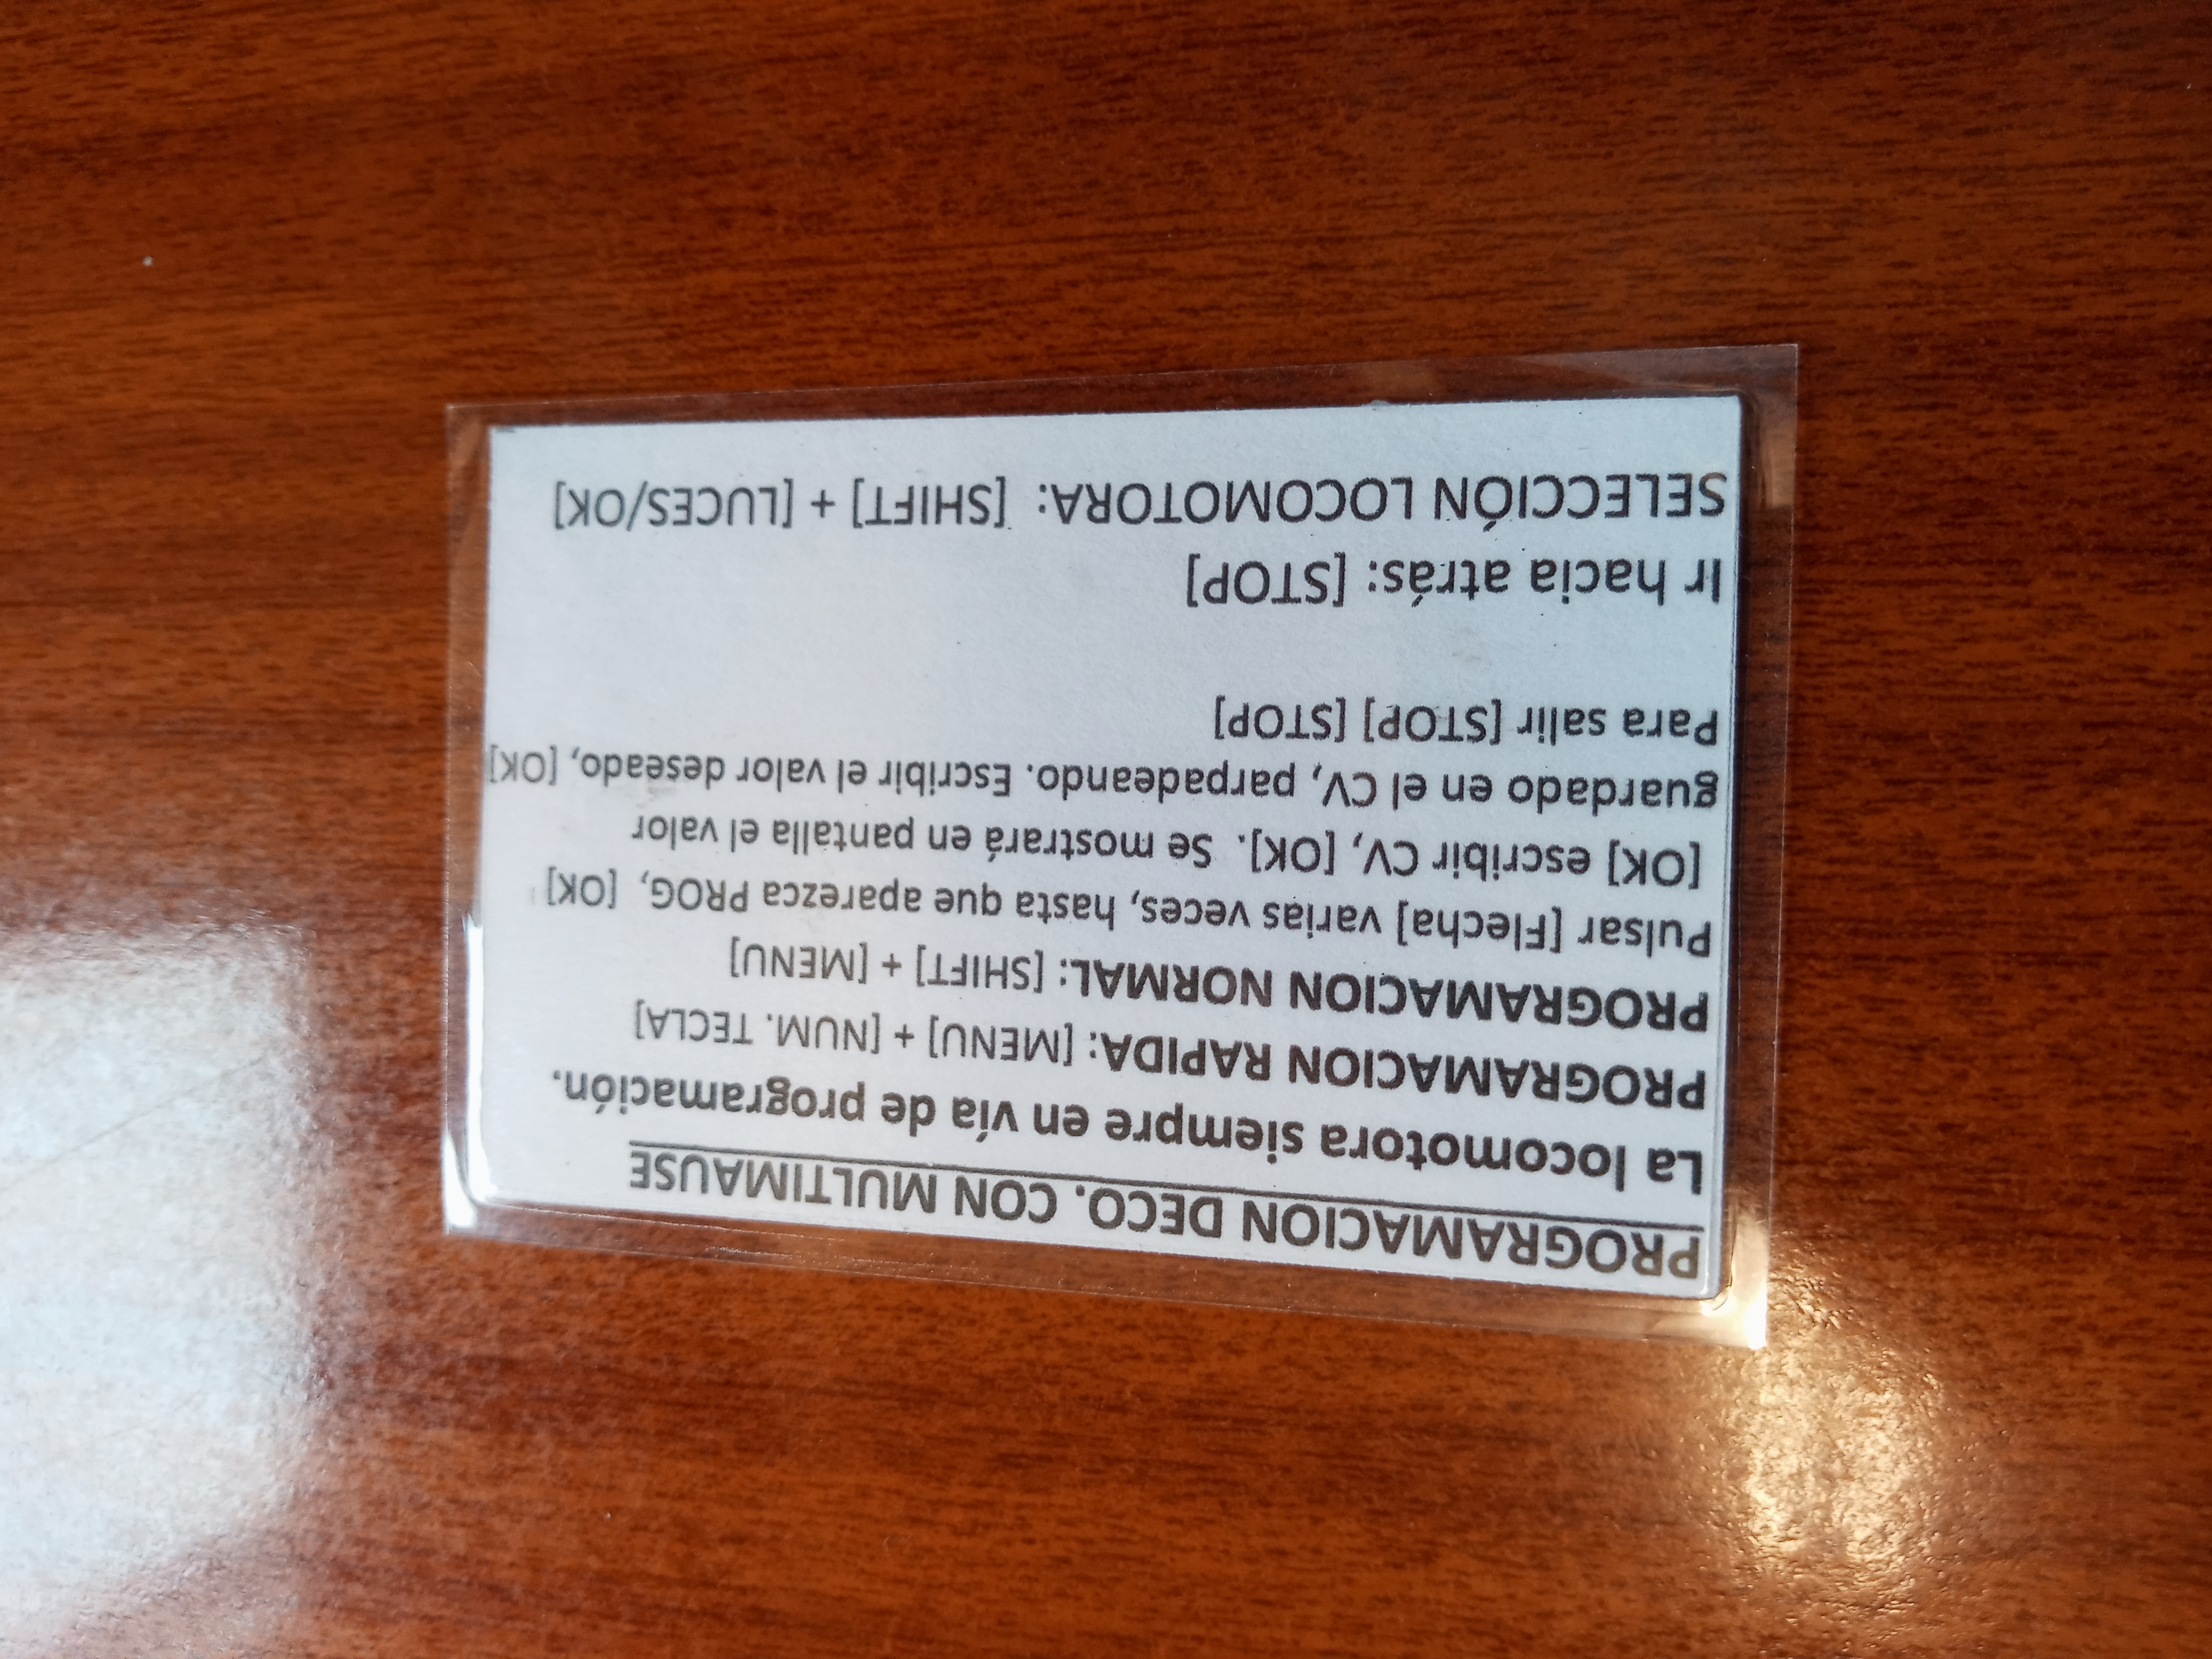 PROGRAMACION DECO. CON MULTIMAUSE
La locomotora siempre en vía de programación.
PROGRAMACION RAPIDA: [MENU] + [NUM. TECLA]
PROGRAMACION NORMAL: [SHIFT] + [MENU]
Pulsar [Flecha] varias veces, hasta que aparezca PROG, [OK]
[OK] escribir CV, [OK]. Se mostrará en pantalla el valor
guardado en el CV, parpadeando. Escribir el valor deseado, [OK]
Para salir [STOP] [STOP]
Ir hacia atrás: [STOP]
SELECCIÓN LOCOMOTORA: [SHIFT] + [LUCES/OK]